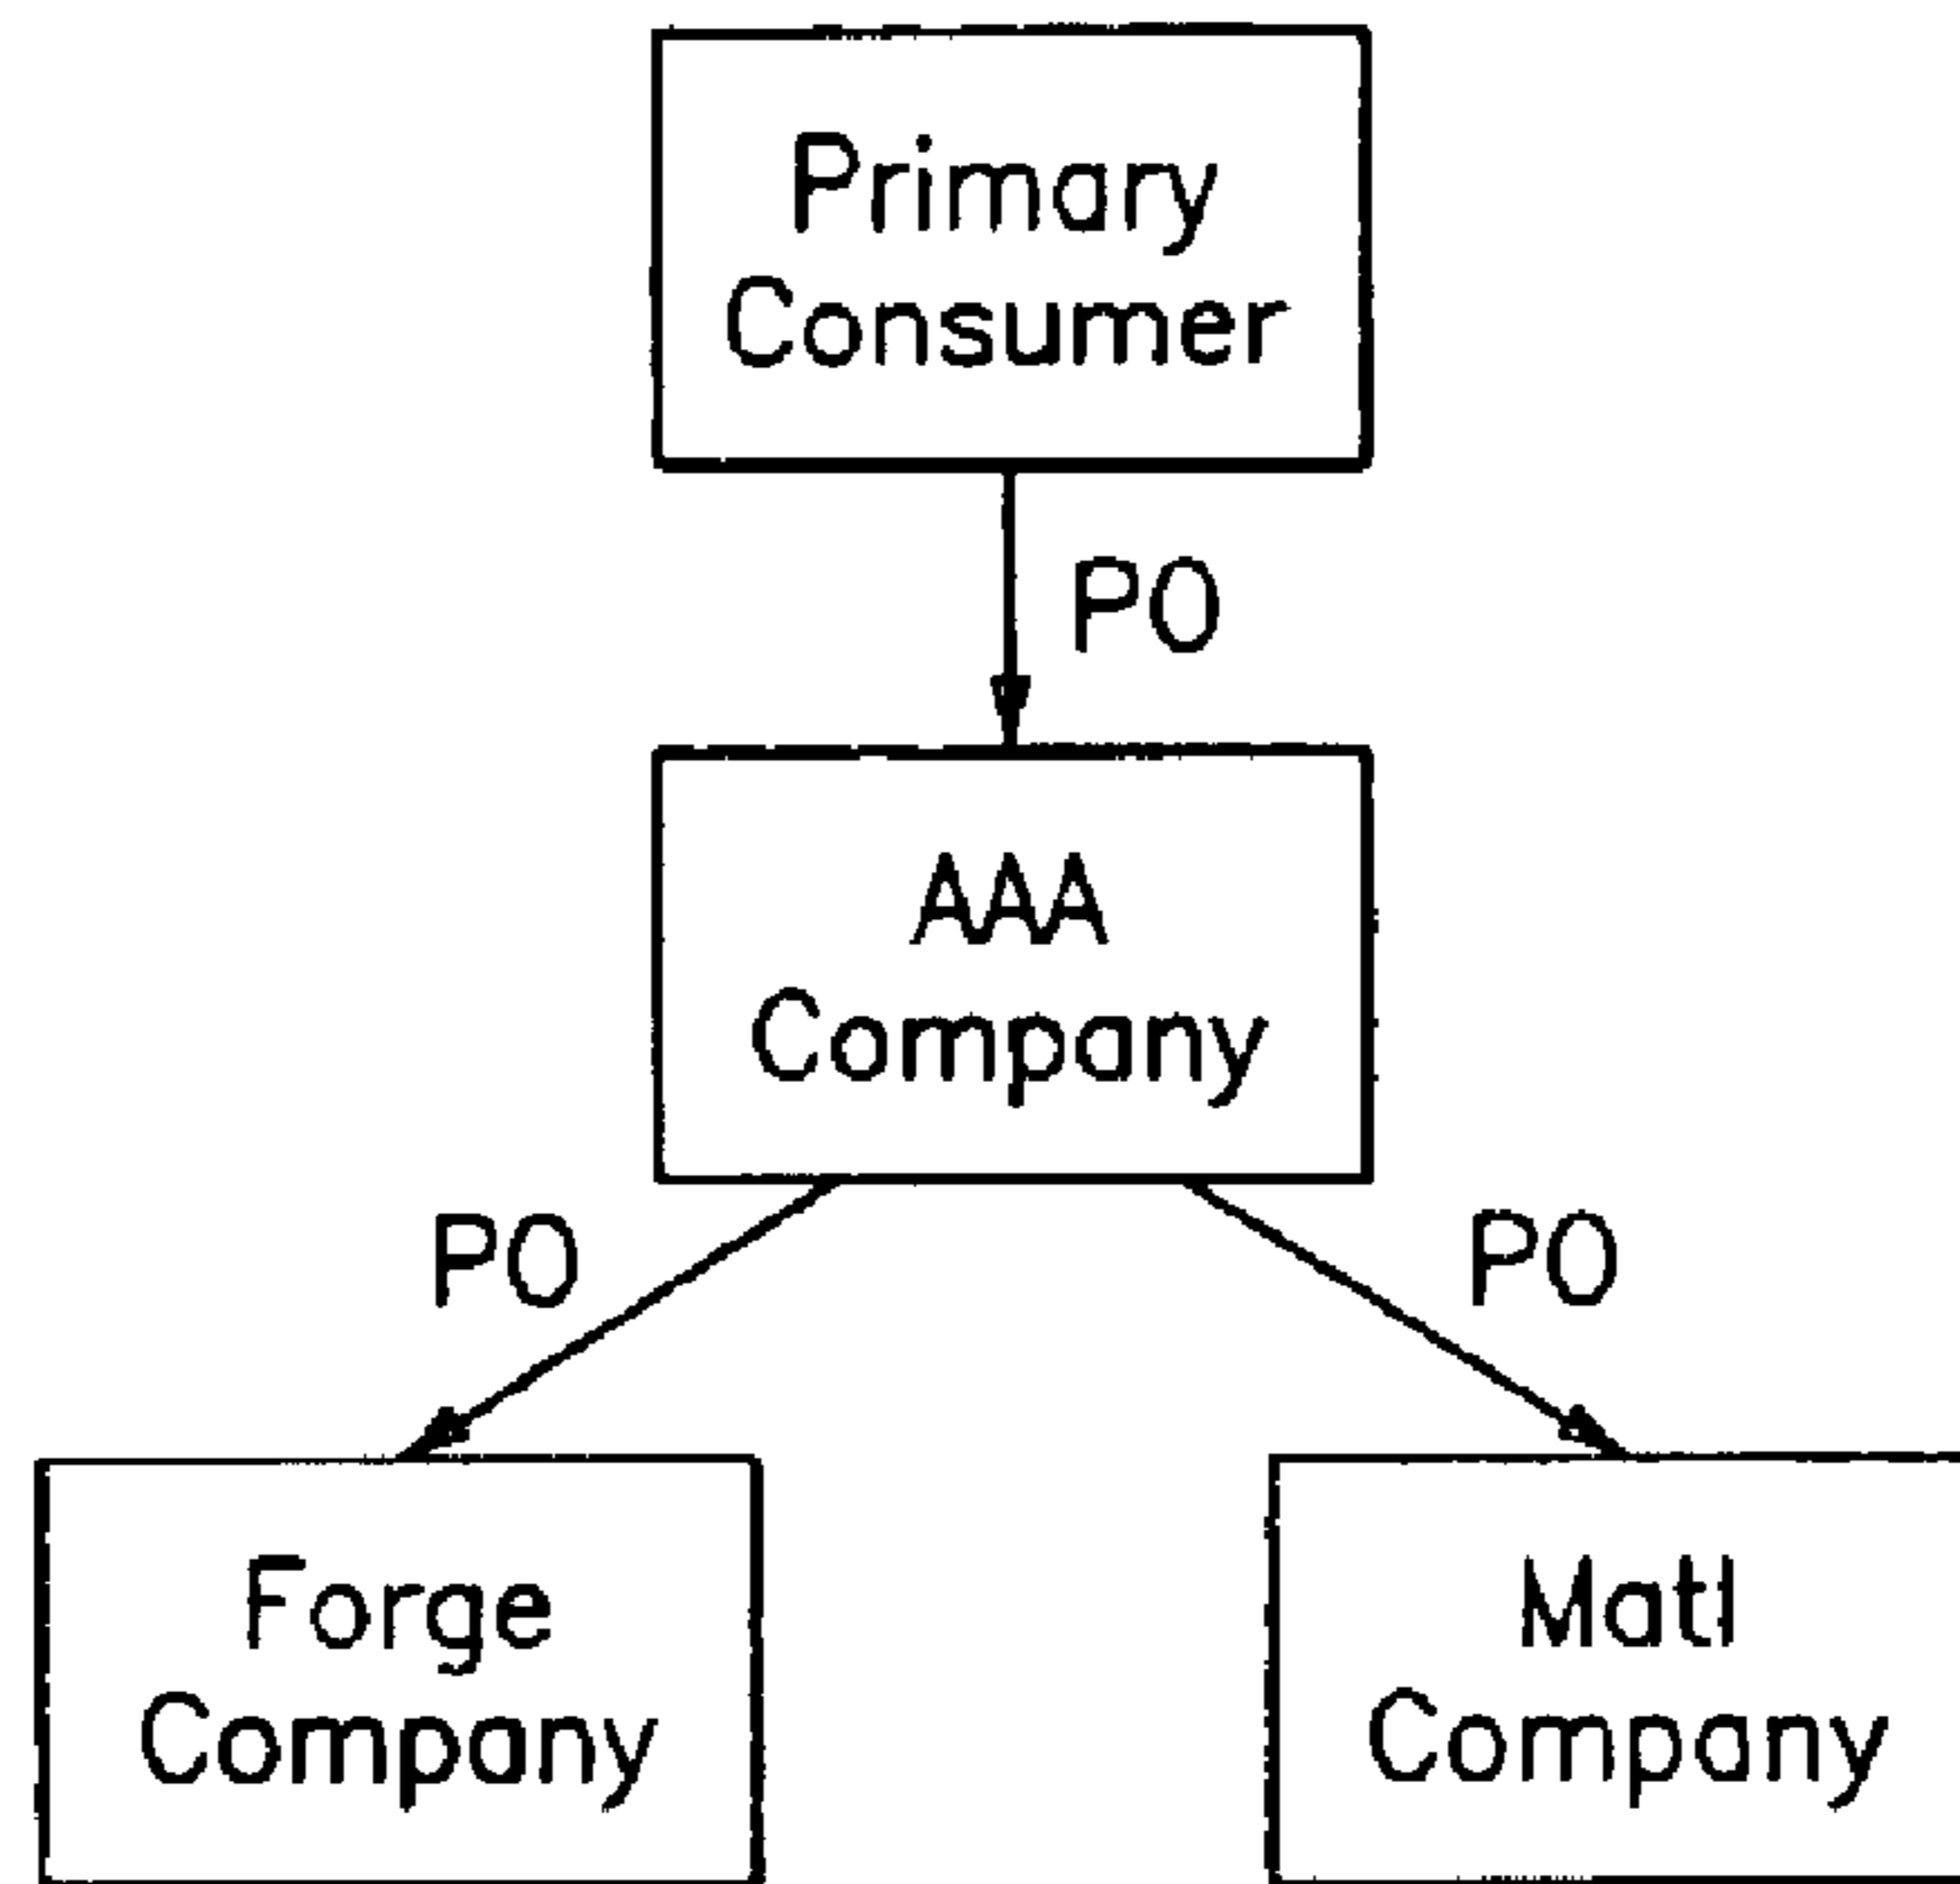 Primary
Consumer
PO
AAA
Company
PO
PO
Forge
Company
Matl
Company